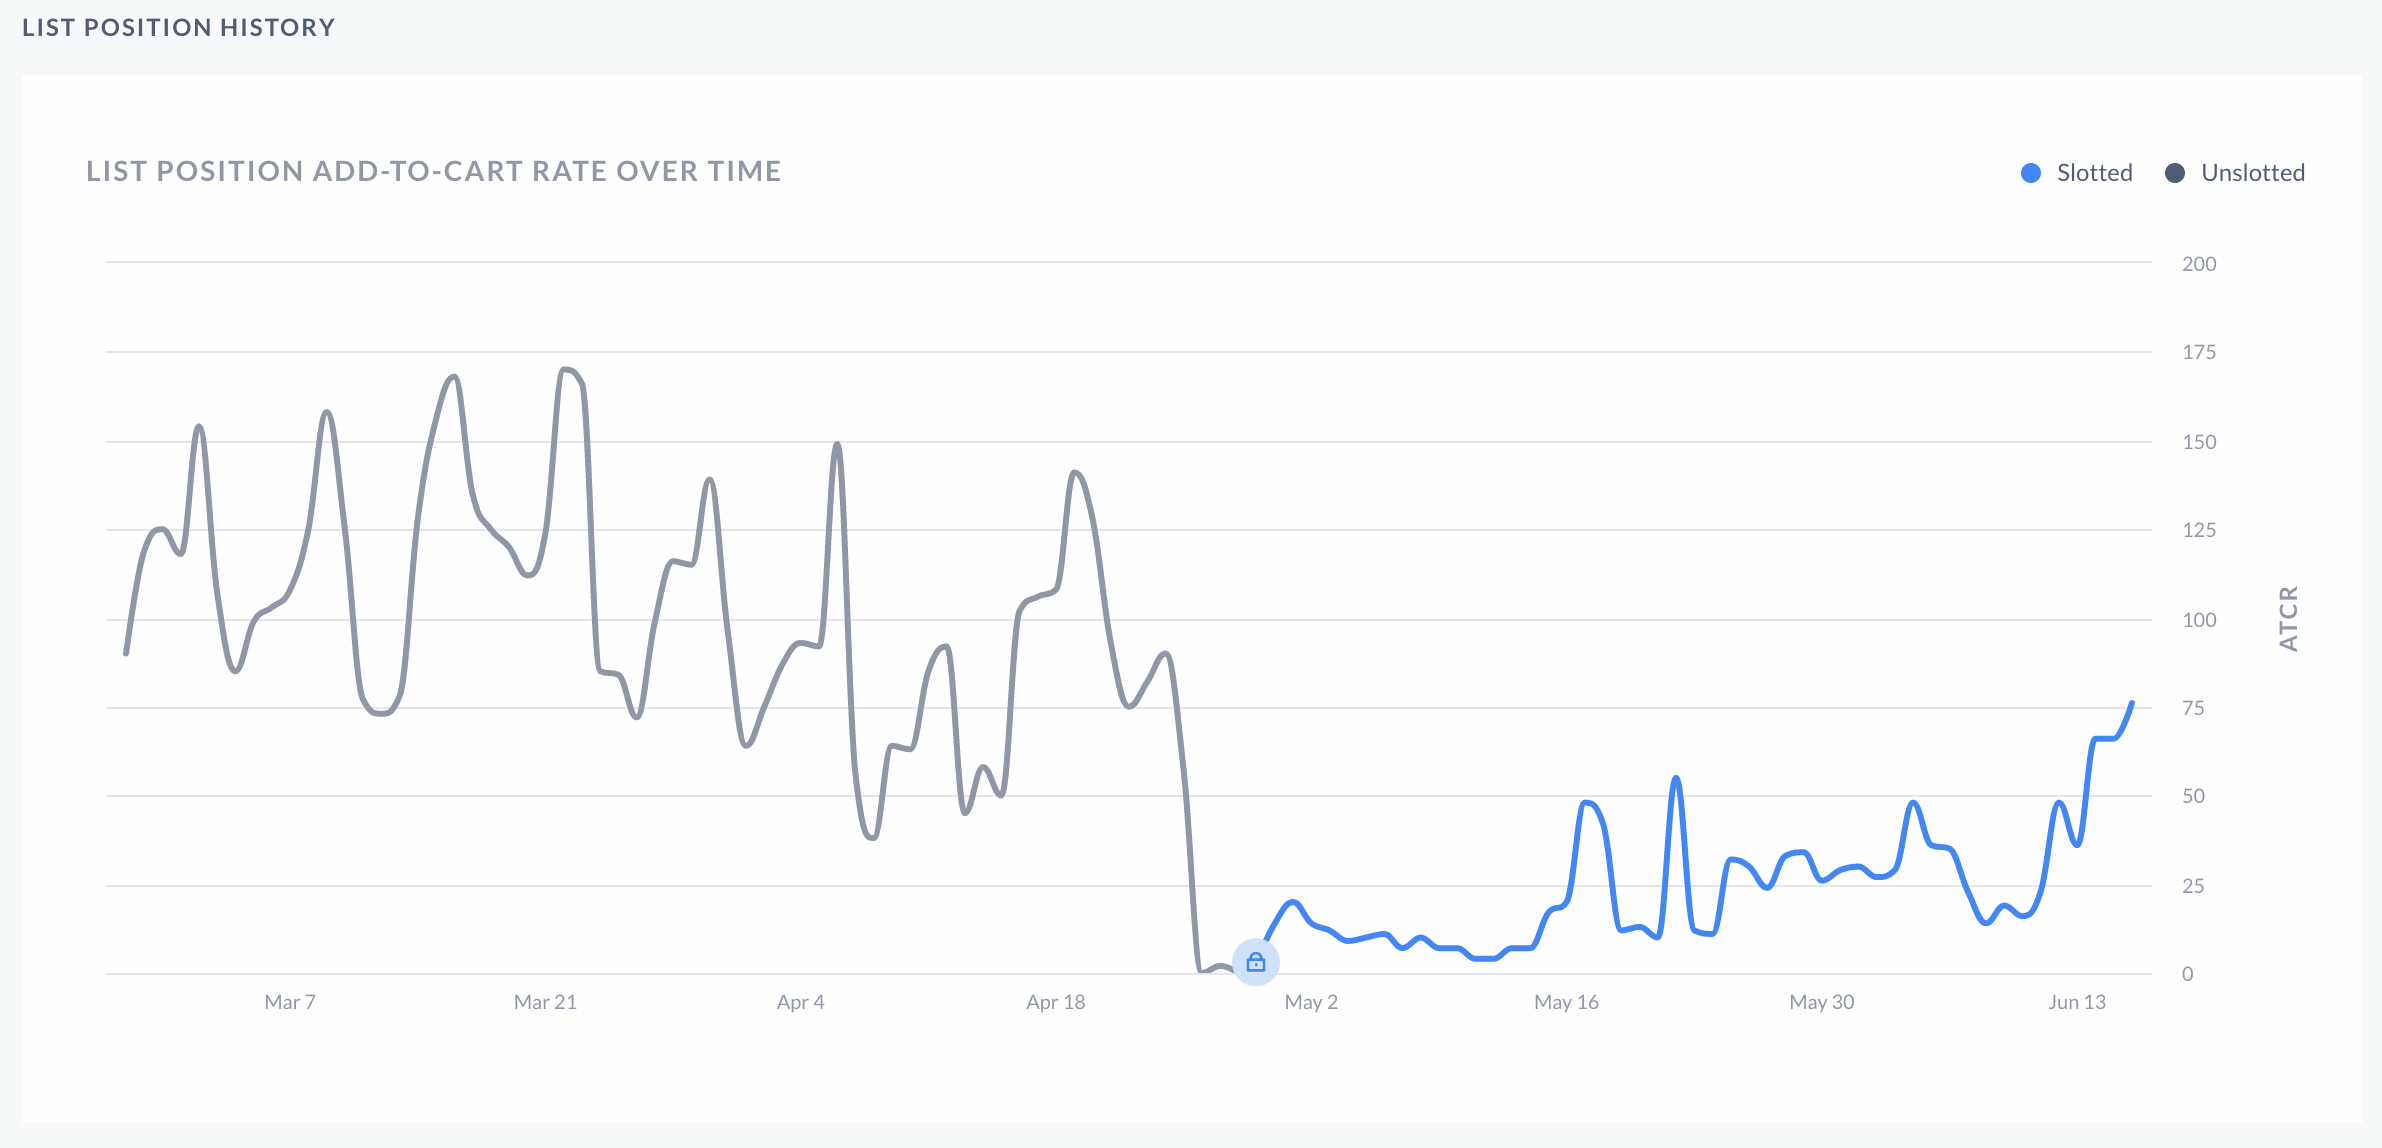 LIST POSITION HISTORY
LIST POSITION ADD-TO-CART RATE OVER TIME
Slotted
Unslotted
200
175
150
125
100
75
50
25
0
ATCR
Mar 7
Mar 21
Apr 4
Apr 18
May 2
May 16
May 30
Jun 13